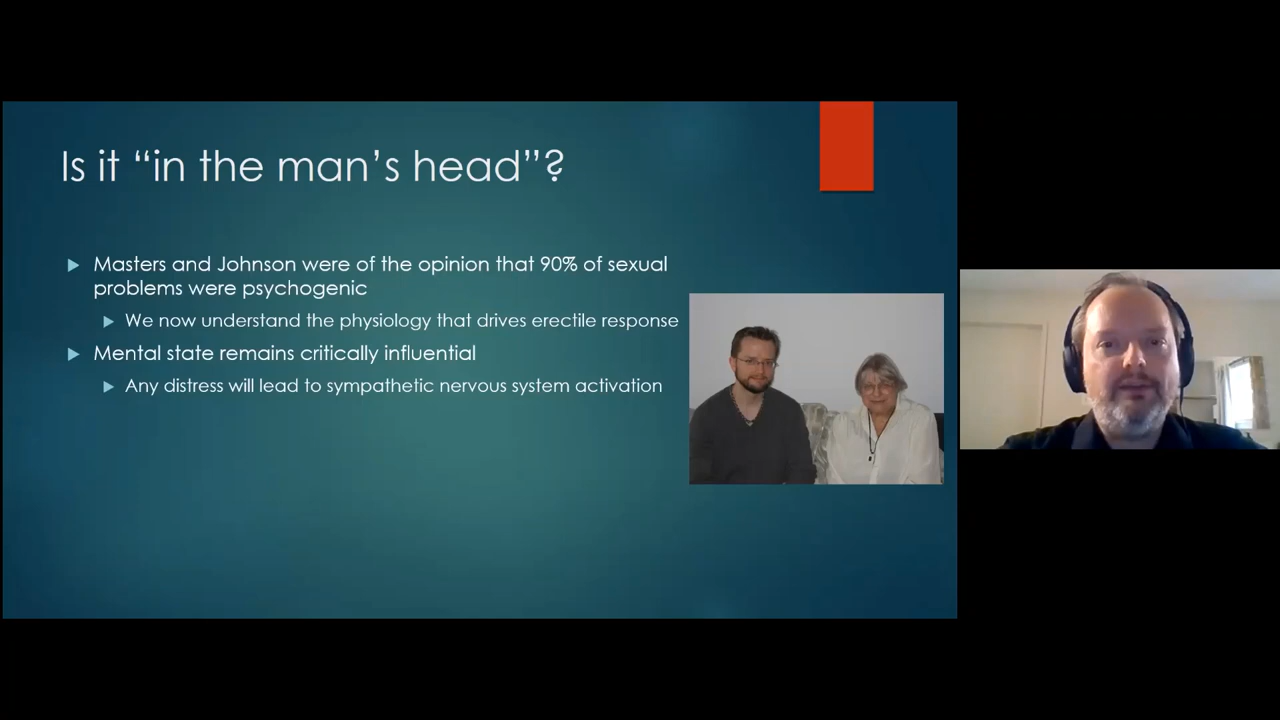 Is it “in the man’s head”?
Masters and Johnson were of the opinion that 90% of sexual
problems were psychogenic
We now understand the physiology that drives erectile response
Mental state remains critically influential
Any distress will lead to sympathetic nervous system activation